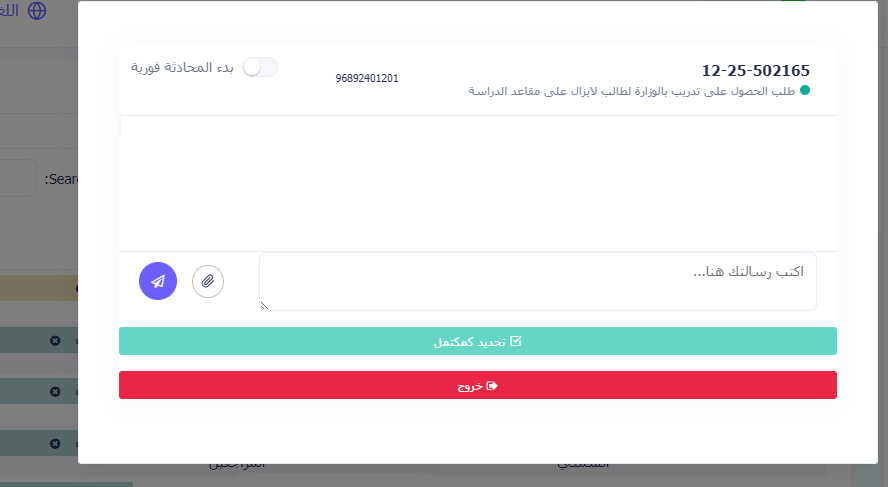 اللغ
12-25-502165
طلب الحصول على تدريب بالوزارة لطالب لايزال على مقاعد الدراسة
96892401201
بدء المحادثة فورية
Sear:
اكتب رسالتك هنا...
تحديد كمكتمل
خروج